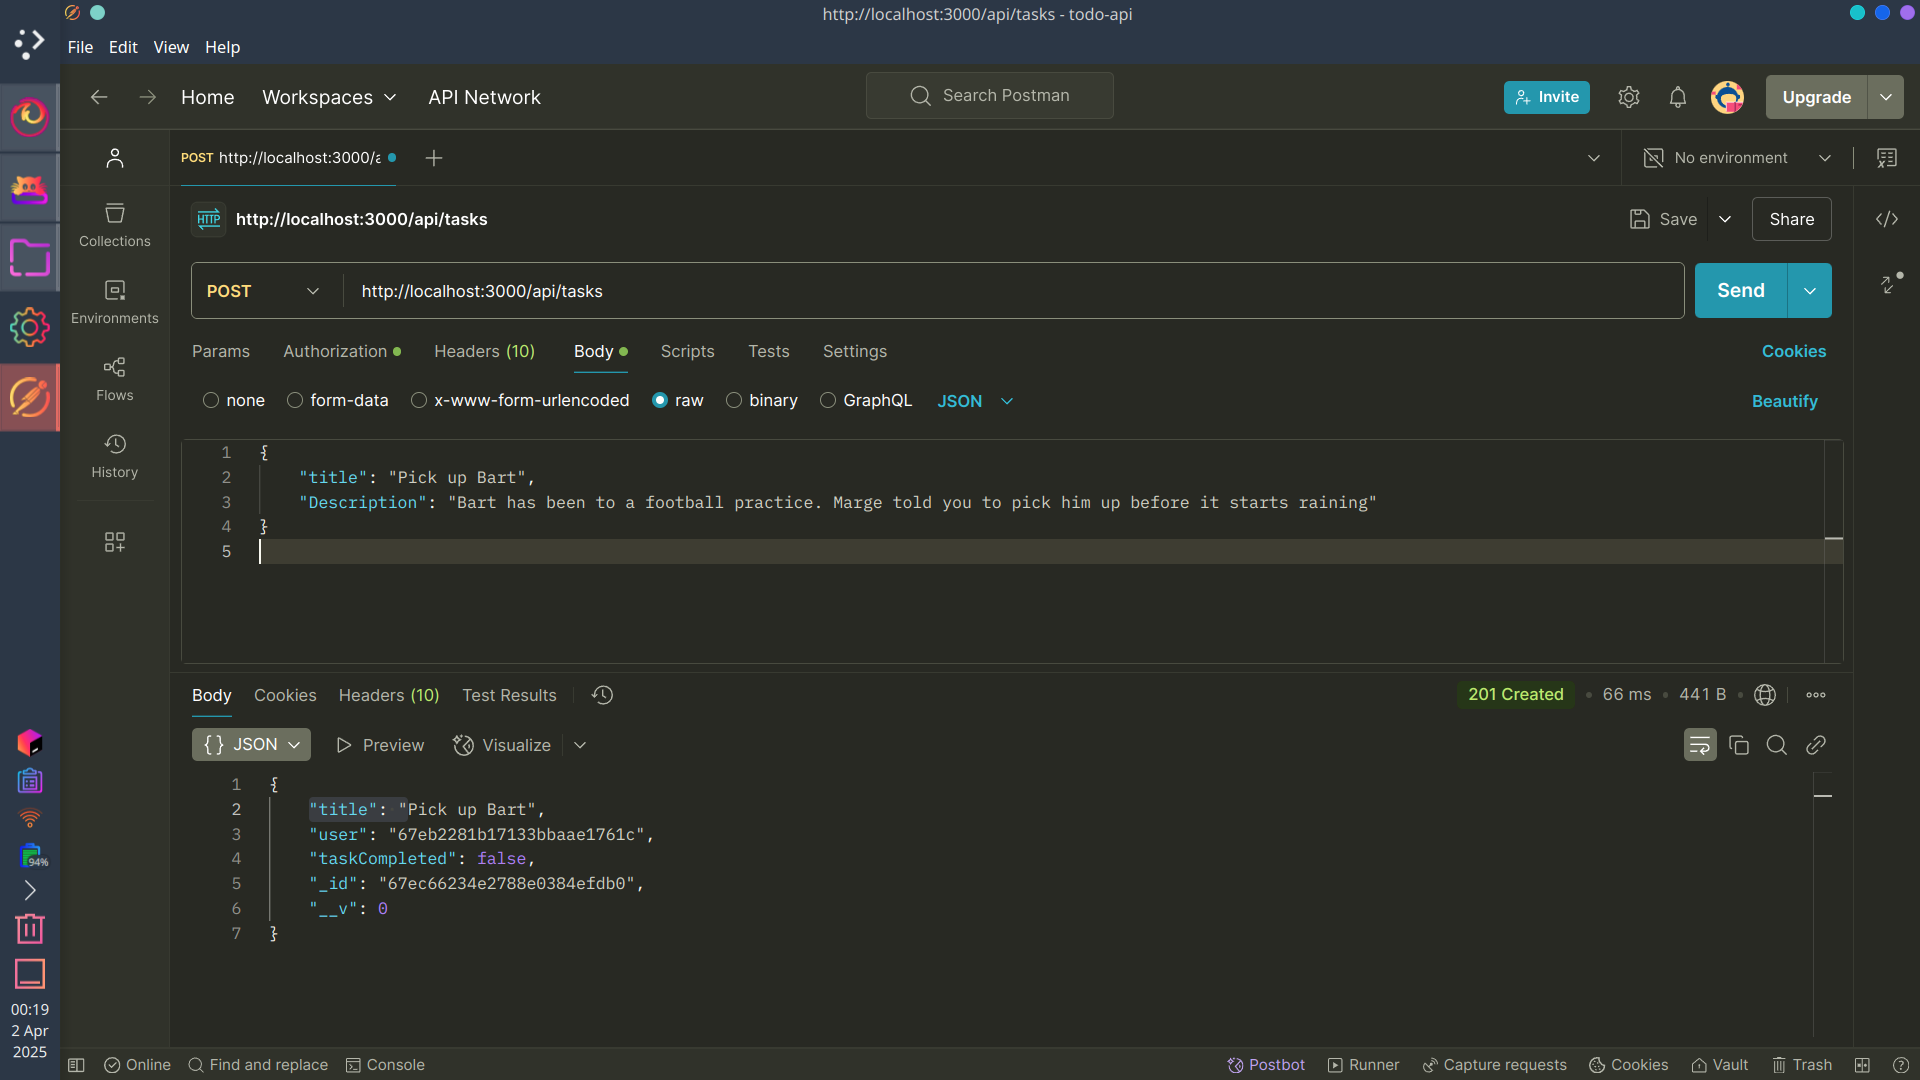 http://localhost:3000/api/tasks - todo-api
File Edit View Help
Home Workspaces API Network Search Postman Invite Upgrade
POST http://localhost:3000/a No environment
Collections
Environments
Flows
History
HTTP http://localhost:3000/api/tasks Save Share
POST http://localhost:3000/api/tasks Send
Params Authorization Headers (10) Body Scripts Tests Settings Cookies
none form-data x-www-form-urlencoded raw binary GraphQL JSON Beautify
1 {
2 "title": "Pick up Bart",
3 "Description": "Bart has been to a football practice. Marge told you to pick him up before it starts raining"
4 }
5
Body Cookies Headers (10) Test Results 201 Created 66 ms 441 B
{} JSON Preview Visualize
1 {
2 "title": "Pick up Bart",
3 "user": "67eb2281b17133bbaae1761c",
4 "taskCompleted": false,
5 "_id": "67ec66234e2788e0384efdb0",
6 "__v": 0
7 }
94%
00:19
2 Apr
2025
Online Find and replace Console Postbot Runner Capture requests Cookies Vault Trash